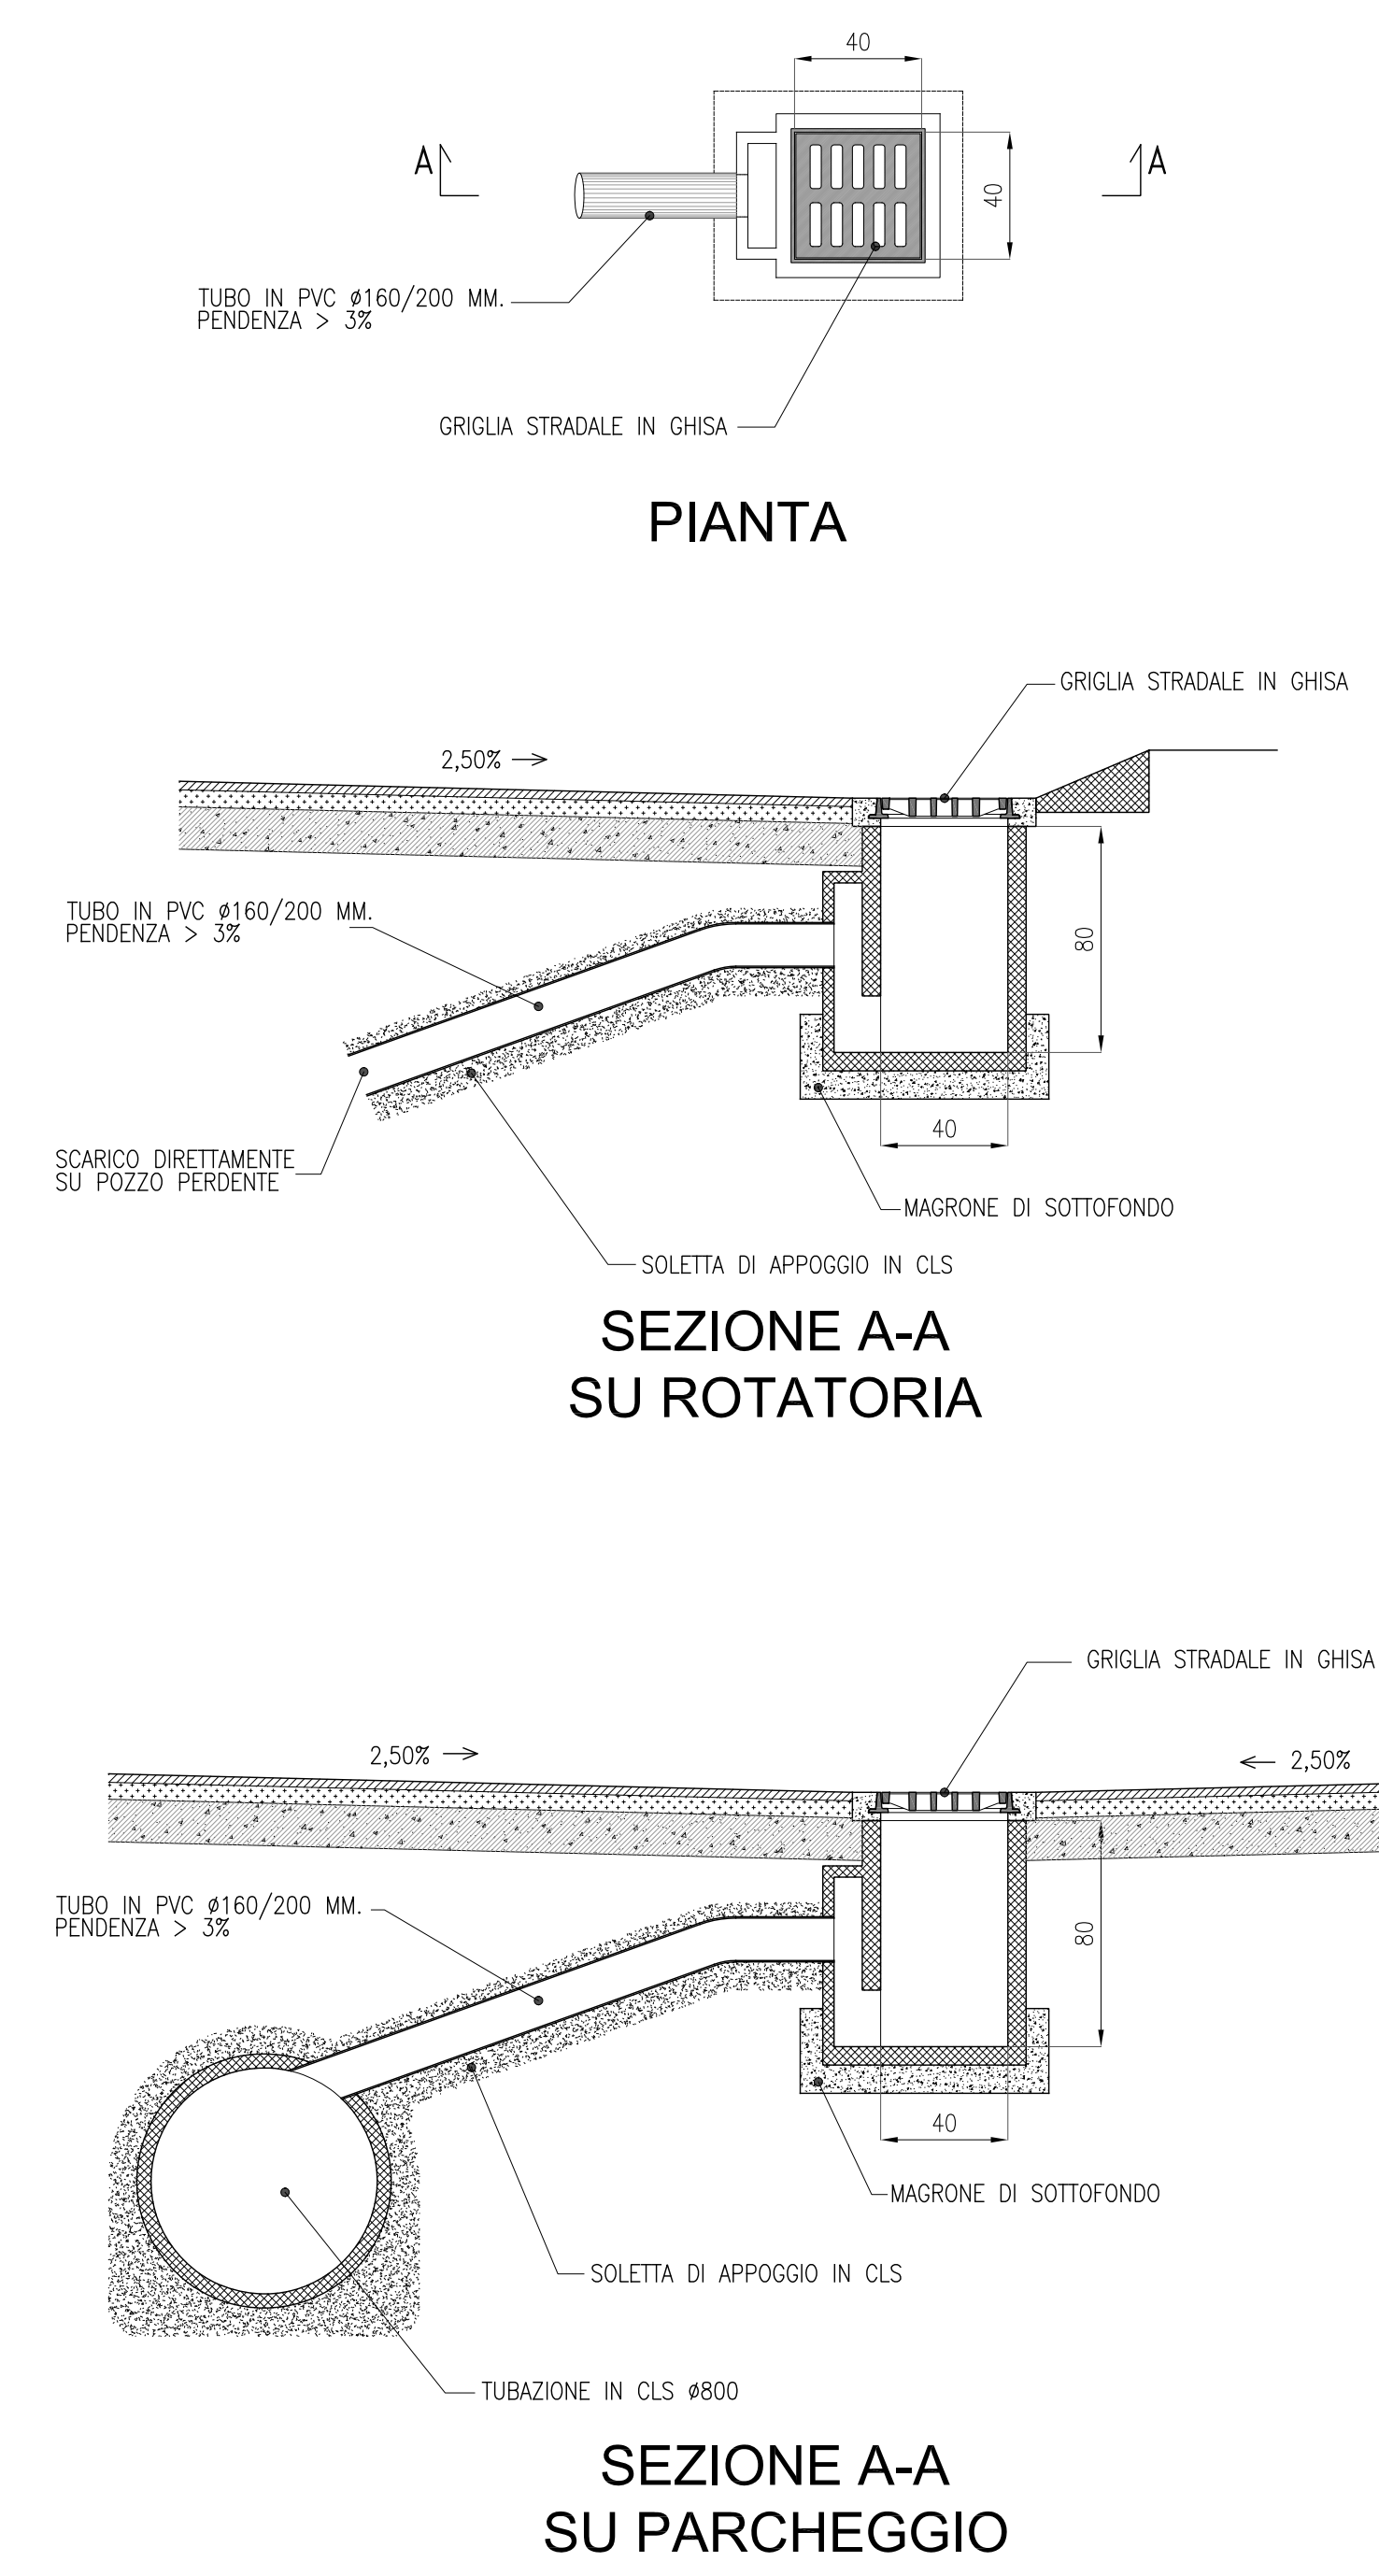 40
A
A
40
TUBO IN PVC ø160/200 MM.
PENDENZA > 3%
GRIGLIA STRADALE IN GHISA
PIANTA
GRIGLIA STRADALE IN GHISA
2,50% →
TUBO IN PVC ø160/200 MM.
PENDENZA > 3%
80
40
SCARICO DIRETTAMENTE
SU POZZO PERDENTE
MAGRONE DI SOTTOFONDO
SOLETTA DI APPOGGIO IN CLS
SEZIONE A-A
SU ROTATORIA
GRIGLIA STRADALE IN GHISA
2,50% →
← 2,50%
TUBO IN PVC ø160/200 MM.
PENDENZA > 3%
80
40
MAGRONE DI SOTTOFONDO
SOLETTA DI APPOGGIO IN CLS
TUBAZIONE IN CLS ø800
SEZIONE A-A
SU PARCHEGGIO